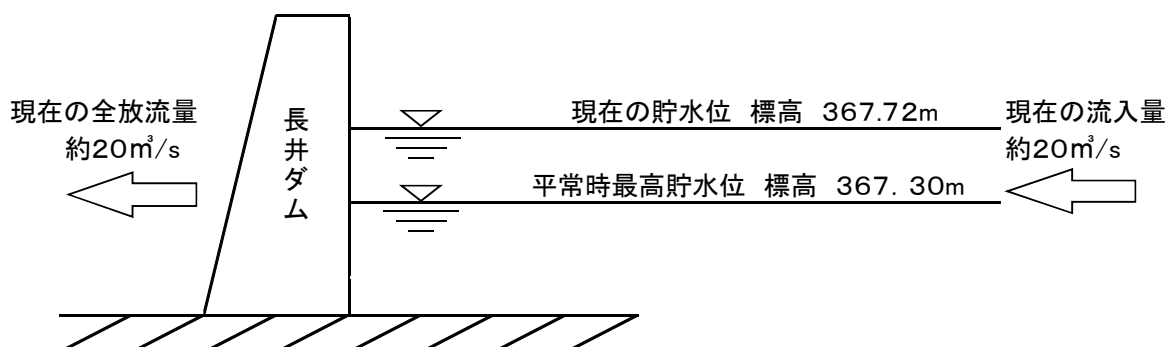 現在の全放流量
約20㎥/s
長井ダム
現在の貯水位 標高 367.72m
平常時最高貯水位 標高 367.30m
現在の流入量
約20㎥/s